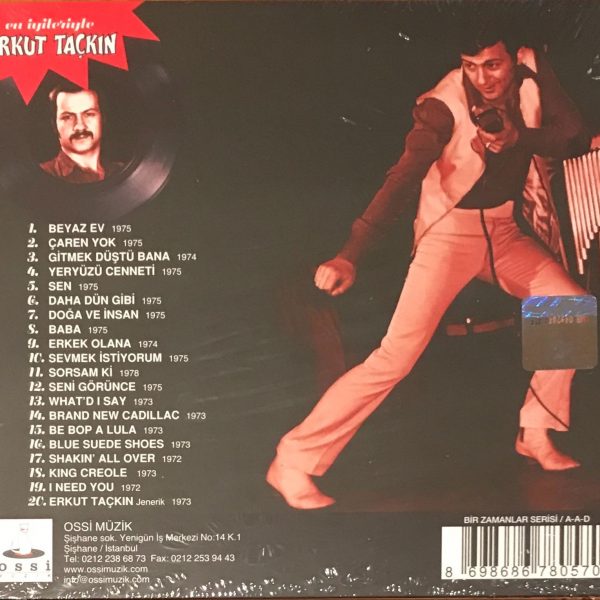 en iyileriyle
ERKUT TAÇKIN
1. BEYAZ EV 1975
2. ÇAREN YOK 1975
3. GİTMEK DÜŞTÜ BANA 1974
4. YERYÜZÜ CENNETİ 1975
5. SEN 1975
6. DAHA DÜN GİBİ 1975
7. DOĞA VE İNSAN 1975
8. BABA 1975
9. ERKEK OLANA 1974
10. SEVMEK İSTİYORUM 1975
11. SORSAM Kİ 1978
12. SENİ GÖRÜNCE 1975
13. WHAT'D I SAY 1973
14. BRAND NEW CADILLAC 1973
15. BE BOP A LULA 1973
16. BLUE SUEDE SHOES 1973
17. SHAKIN' ALL OVER 1972
18. KING CREOLE 1973
19. I NEED YOU 1972
20. ERKUT TAÇKIN Jenerik 1973
ossi
OSSİ MÜZİK
Şişhane sok. Yenigün İş Merkezi No:14 K.1
Şişhane / İstanbul
Tel: 0212 238 68 73 Fax: 0212 253 94 43
www.ossimuzik.com
info@ossimuzik.com
BİR ZAMANLAR SERİSİ / A-A-D
8 698686 780570